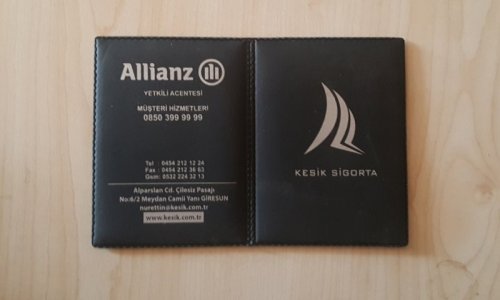 Allianz
YETKİLİ ACENTESİ
MÜŞTERİ HİZMETLERİ
0850 399 99 99
Tel : 0454 212 12 24
Fax : 0454 212 36 63
Gsm: 0532 224 32 13
Alparslan Cd. Çilesiz Pasajı
No:6/2 Meydan Camii Yanı GİRESUN
nurettin@kesik.com.tr
www.kesik.com.tr
KESİK SİGORTA